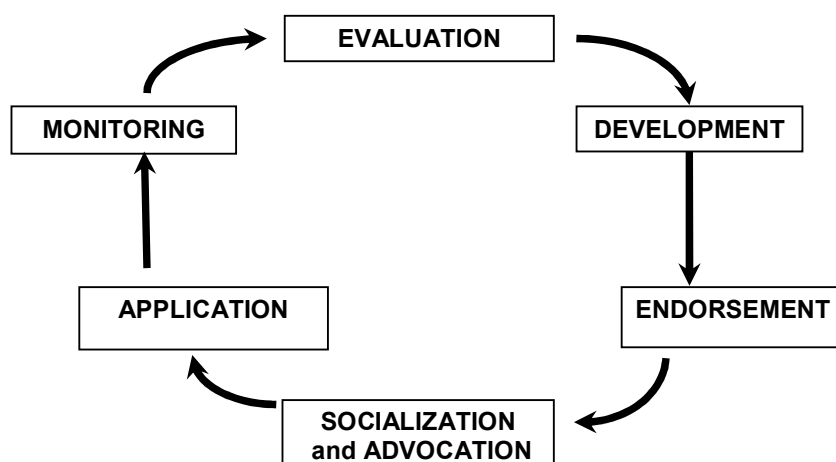 EVALUATION
MONITORING
DEVELOPMENT
APPLICATION
ENDORSEMENT
SOCIALIZATION
and ADVOCATION